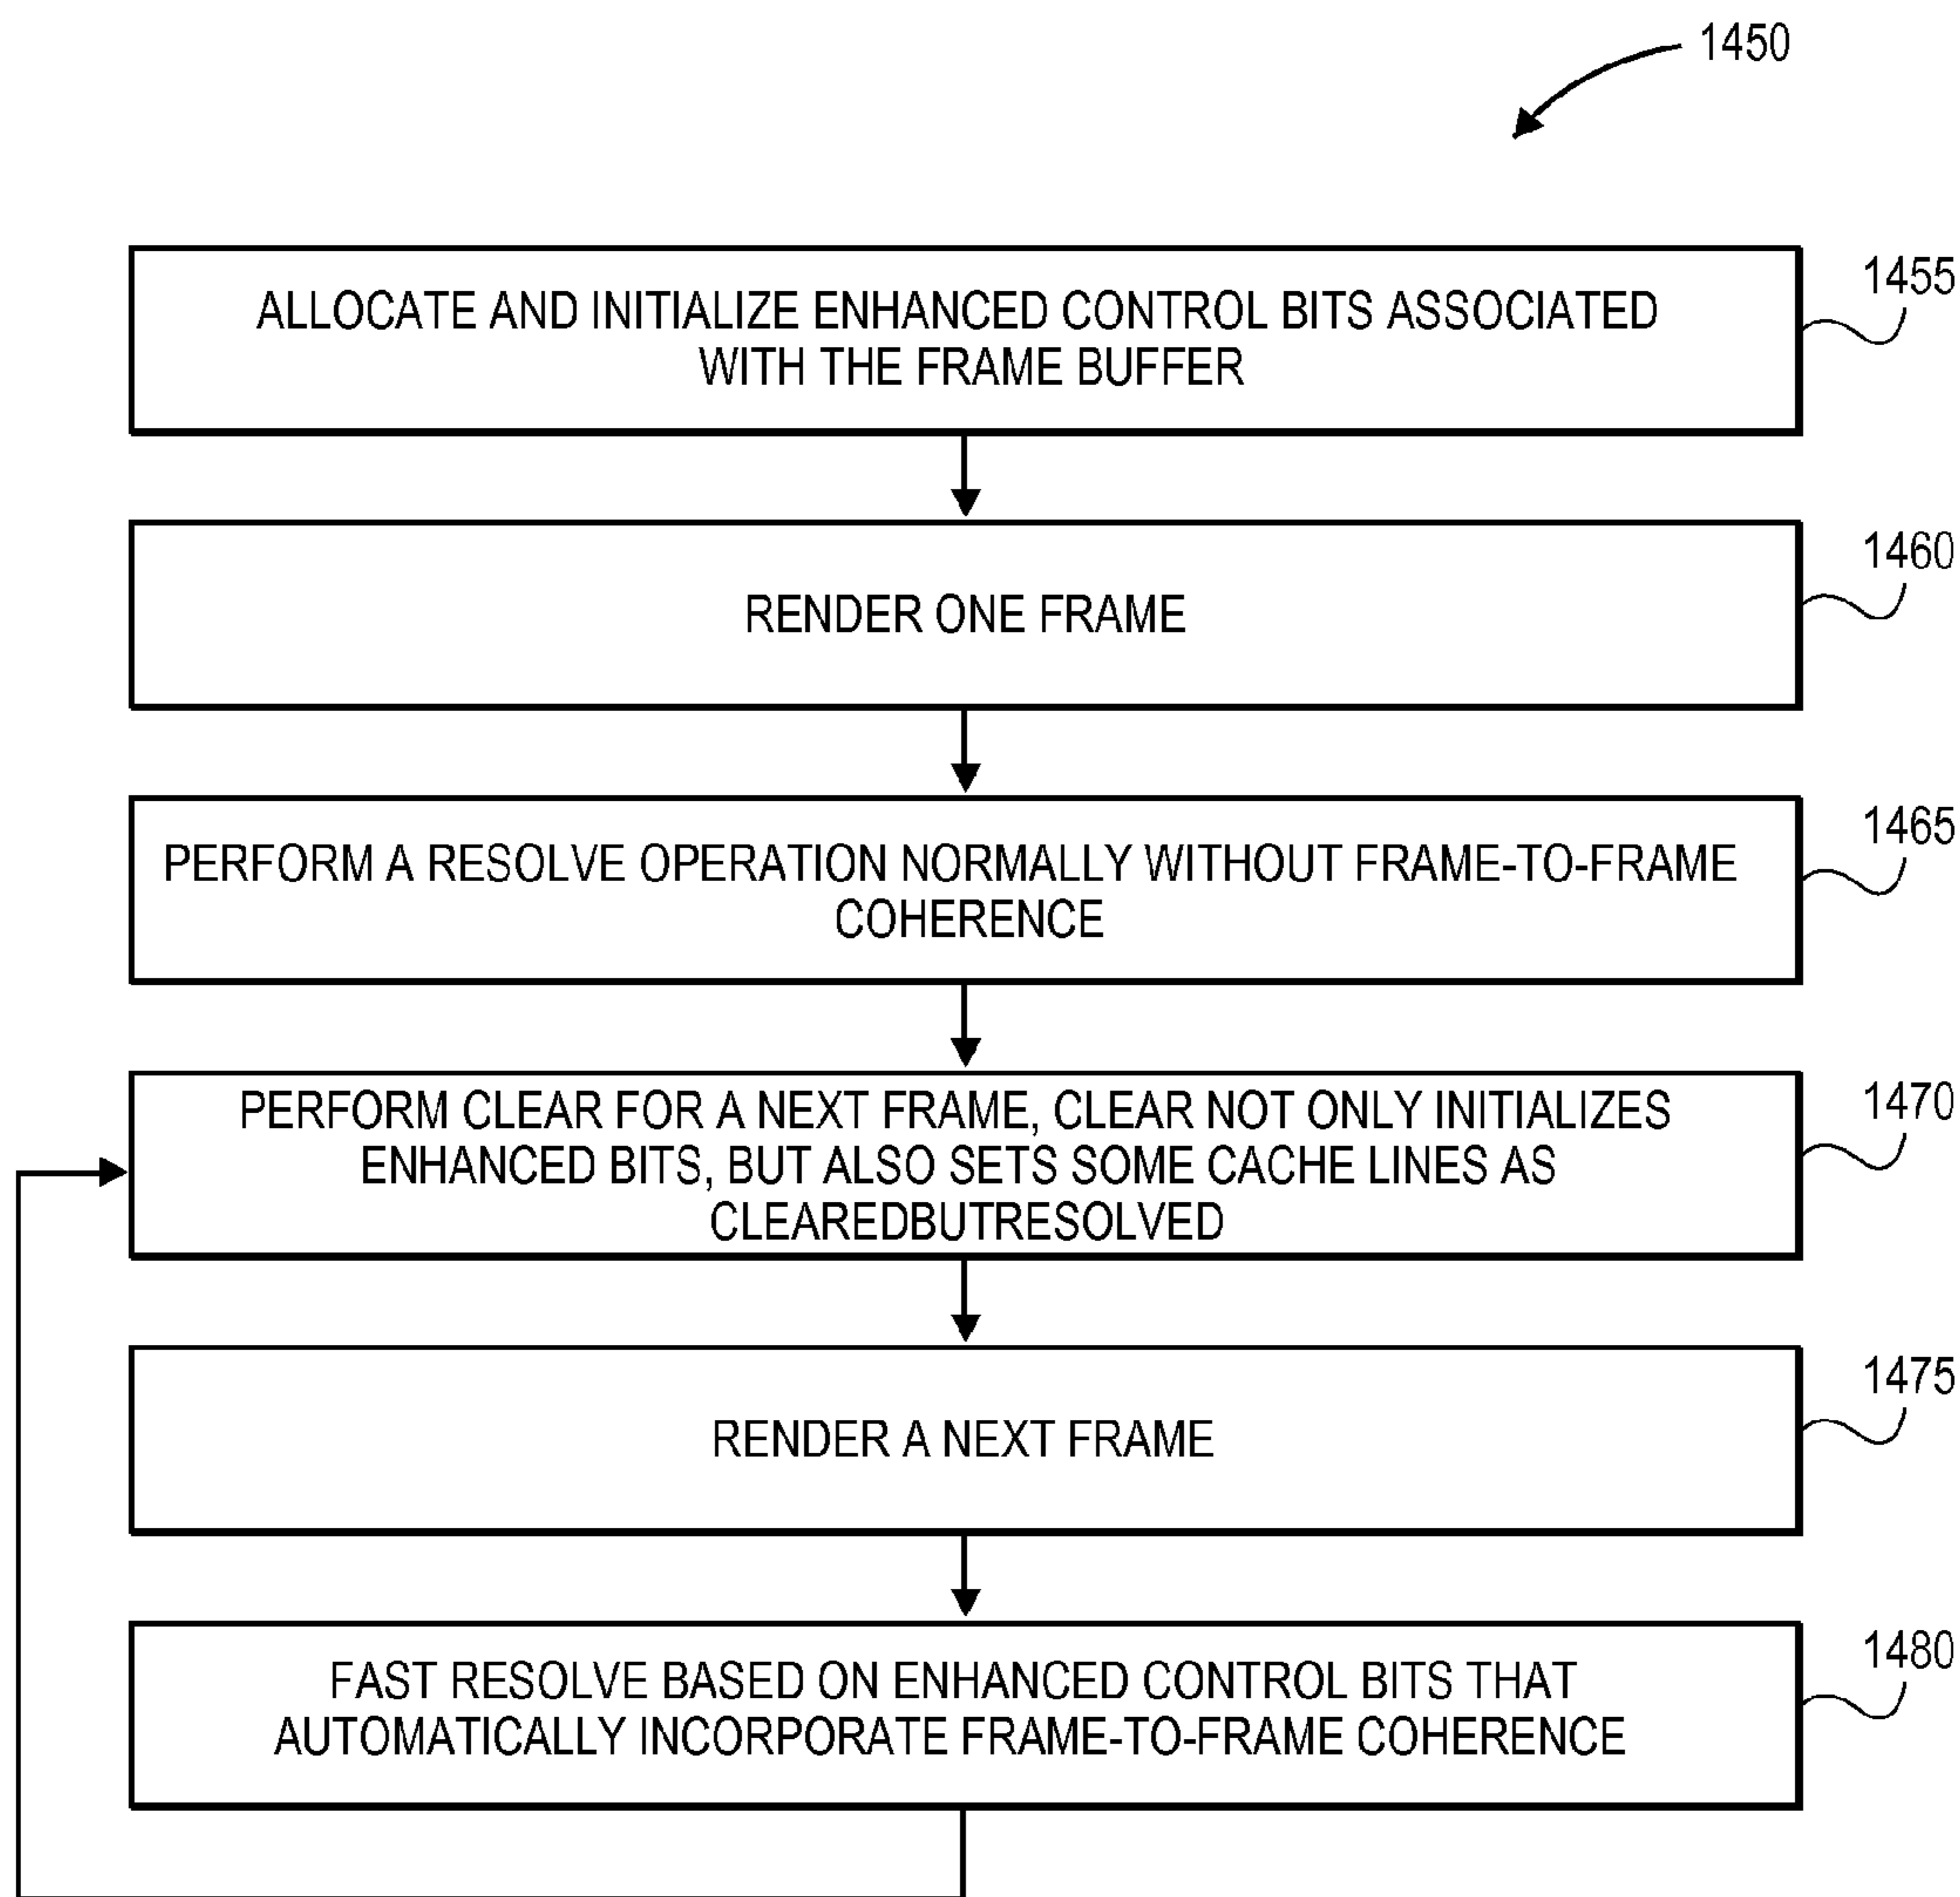 1450
ALLOCATE AND INITIALIZE ENHANCED CONTROL BITS ASSOCIATED
WITH THE FRAME BUFFER
1455
RENDER ONE FRAME
1460
PERFORM A RESOLVE OPERATION NORMALLY WITHOUT FRAME-TO-FRAME
COHERENCE
1465
PERFORM CLEAR FOR A NEXT FRAME, CLEAR NOT ONLY INITIALIZES
ENHANCED BITS, BUT ALSO SETS SOME CACHE LINES AS
CLEAREDBUTRESOLVED
1470
RENDER A NEXT FRAME
1475
FAST RESOLVE BASED ON ENHANCED CONTROL BITS THAT
AUTOMATICALLY INCORPORATE FRAME-TO-FRAME COHERENCE
1480